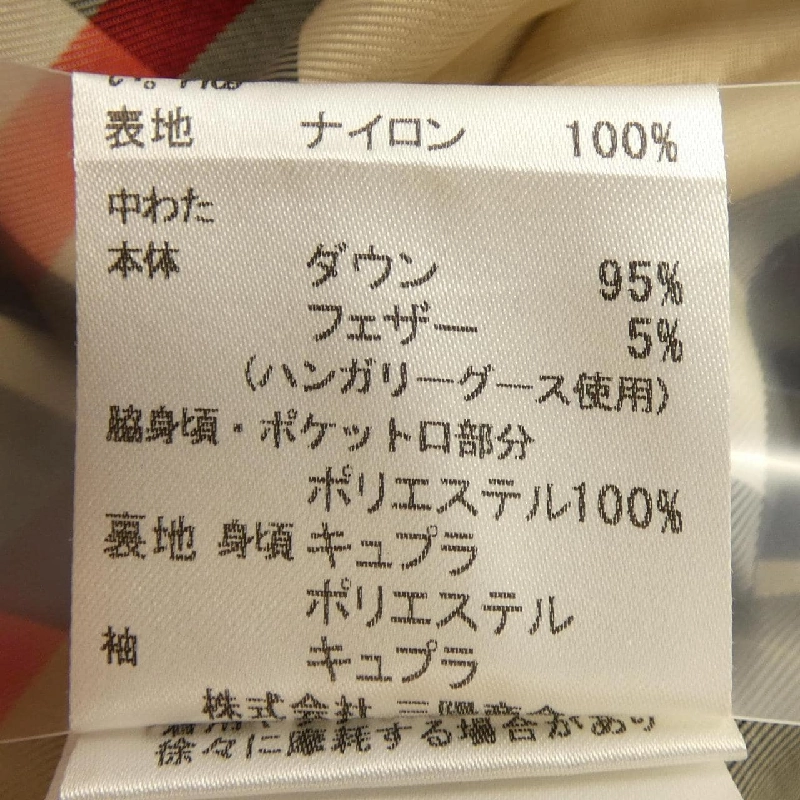 表地 ナイロン 100%
中わた
本体 ダウン 95%
フェザー 5%
(ハンガリーグース使用)
脇身頃・ポケット口部分
ポリエステル100%
裏地 身頃 キュプラ
ポリエステル
袖 キュプラ
株式会社 三陽商会
徐々に摩耗する場合があり